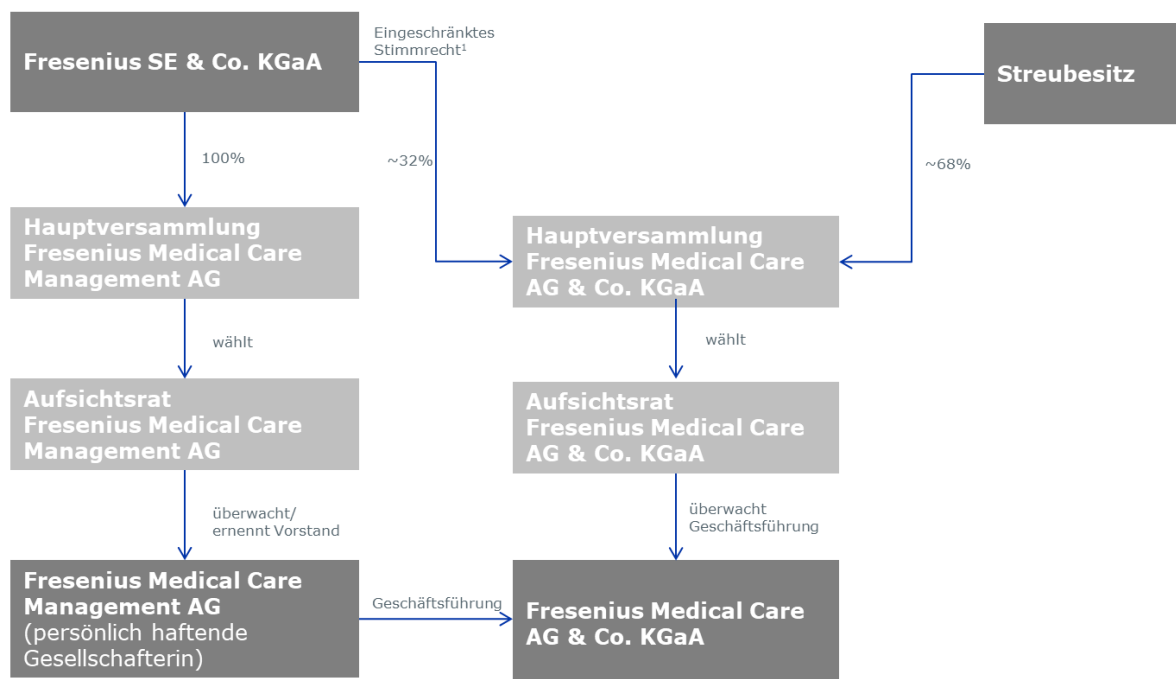 Fresenius SE & Co. KGaA
Eingeschränktes
Stimmrecht¹
Streubesitz
100%
~32%
~68%
Hauptversammlung
Fresenius Medical Care
Management AG
Hauptversammlung
Fresenius Medical Care
AG & Co. KGaA
wählt
wählt
Aufsichtsrat
Fresenius Medical Care
Management AG
Aufsichtsrat
Fresenius Medical Care
AG & Co. KGaA
überwacht/
ernennt Vorstand
überwacht
Geschäftsführung
Fresenius Medical Care
Management AG
(persönlich haftende
Gesellschafterin)
Geschäftsführung
Fresenius Medical Care
AG & Co. KGaA